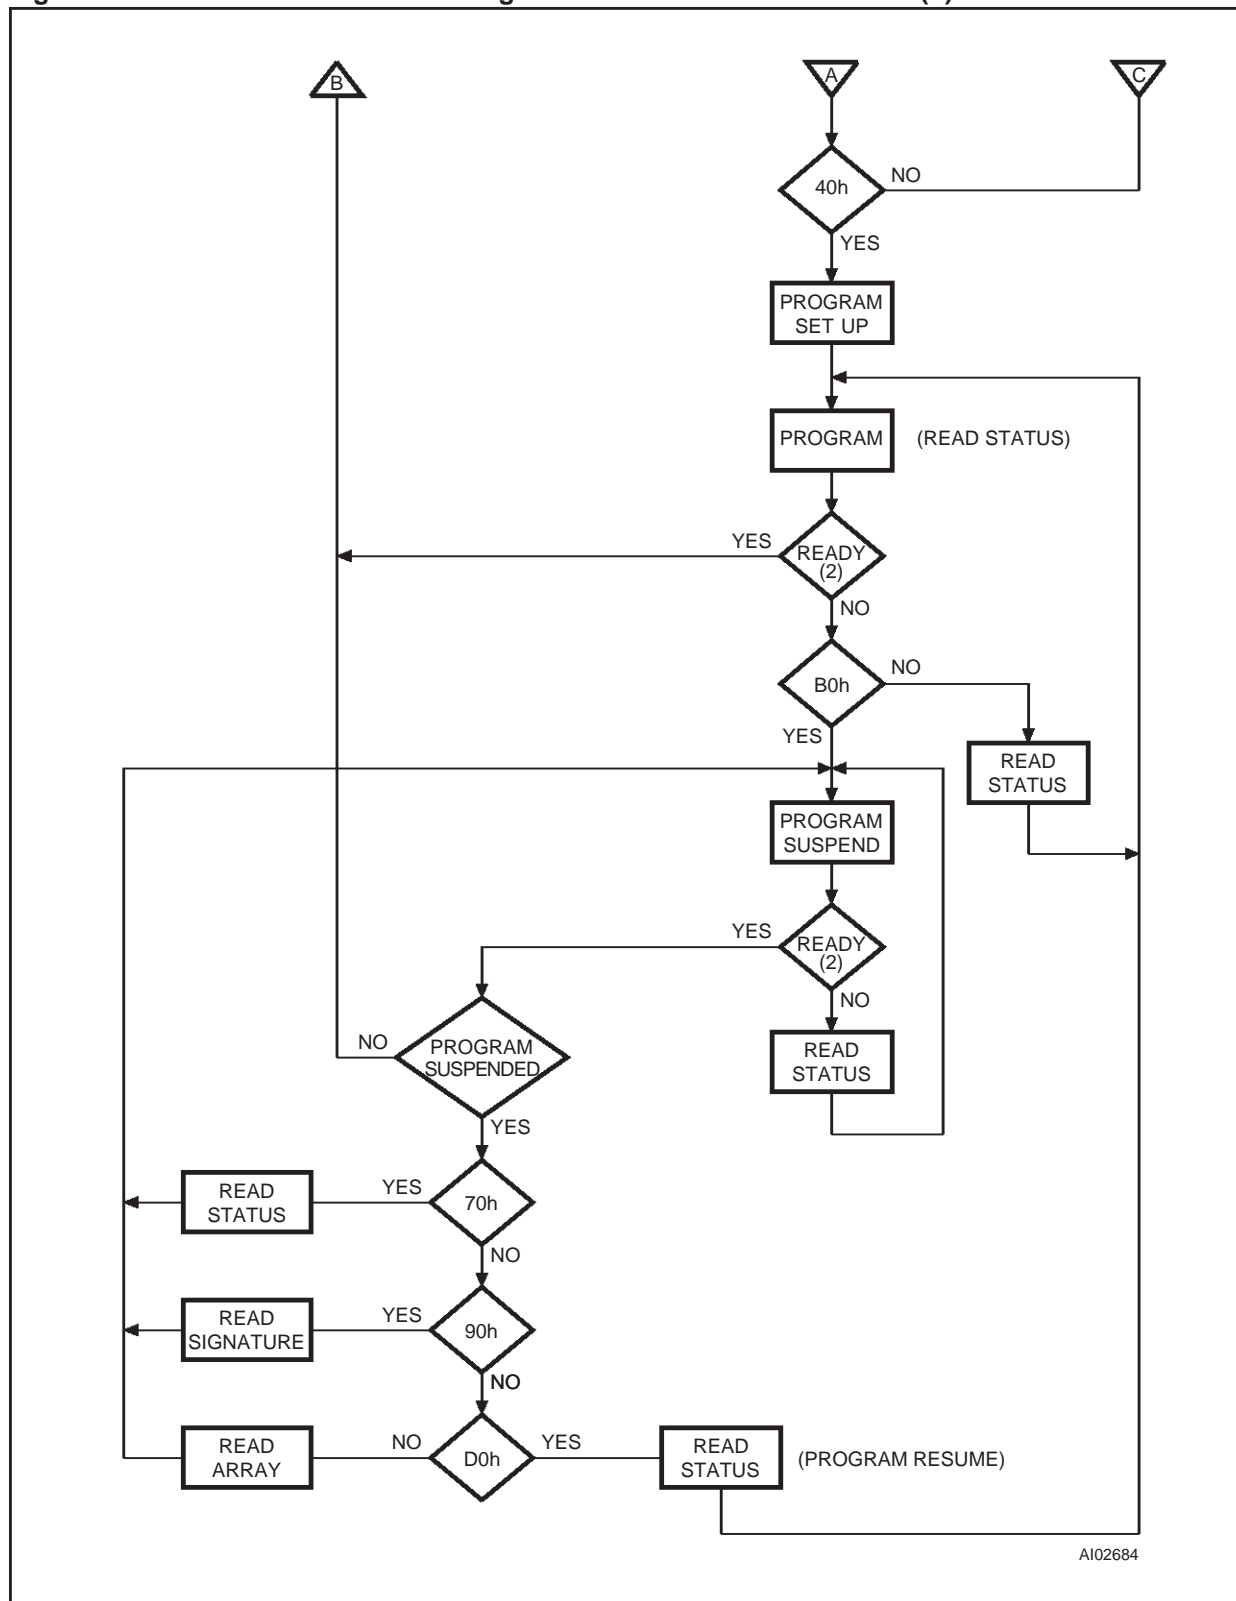 B
A
C
40h
NO
YES
PROGRAM
SET UP
PROGRAM
(READ STATUS)
YES
READY
(2)
NO
B0h
NO
YES
READ
STATUS
PROGRAM
SUSPEND
YES
READY
(2)
NO
NO
PROGRAM
SUSPENDED
READ
STATUS
YES
READ
STATUS
YES
70h
NO
READ
SIGNATURE
YES
90h
NO
READ
ARRAY
NO
D0h
YES
READ
STATUS
(PROGRAM RESUME)
AI02684